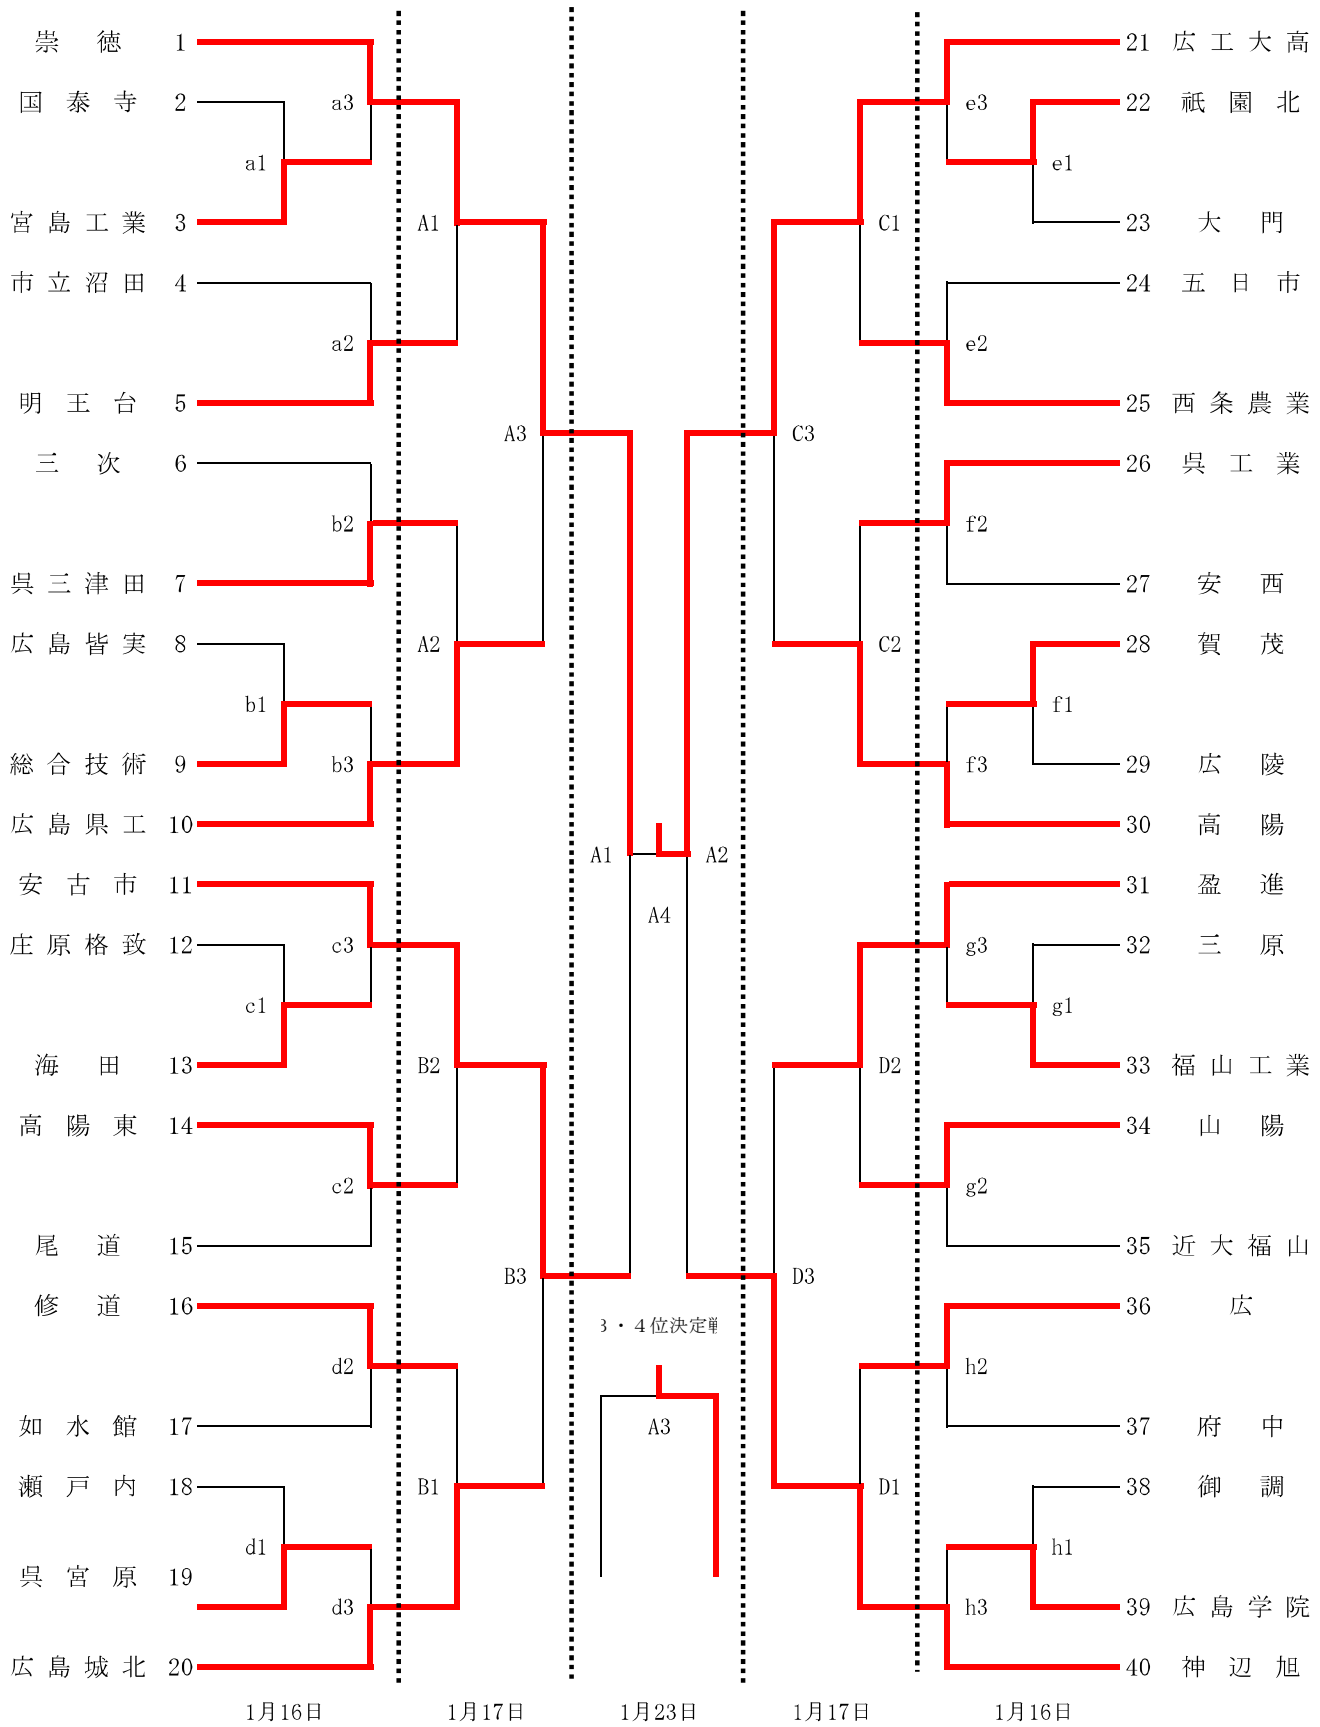 崇徳 1
国泰寺 2
a3
a1
宮島工業 3
A1
市立沼田 4
a2
明王台 5
A3
三次 6
b2
呉三津田 7
広島皆実 8
A2
b1
総合技術 9
b3
広島県工 10
安古市 11
庄原格致 12
c3
c1
海田 13
B2
高陽東 14
c2
尾道 15
B3
修道 16
d2
如水館 17
瀬戸内 18
B1
d1
呉宮原 19
d3
広島城北 20
A1
A2
A4
3・4位決定戦
A3
21 広工大高
e3
22 祇園北
e1
C1
23 大門
24 五日市
e2
25 西条農業
C3
26 呉工業
f2
27 安西
C2
28 賀茂
f1
f3
29 広陵
30 高陽
31 盈進
g3
32 三原
g1
D2
33 福山工業
34 山陽
g2
35 近大福山
D3
36 広
h2
37 府中
D1
38 御調
h1
h3
39 広島学院
40 神辺旭
1月16日 1月17日 1月23日 1月17日 1月16日